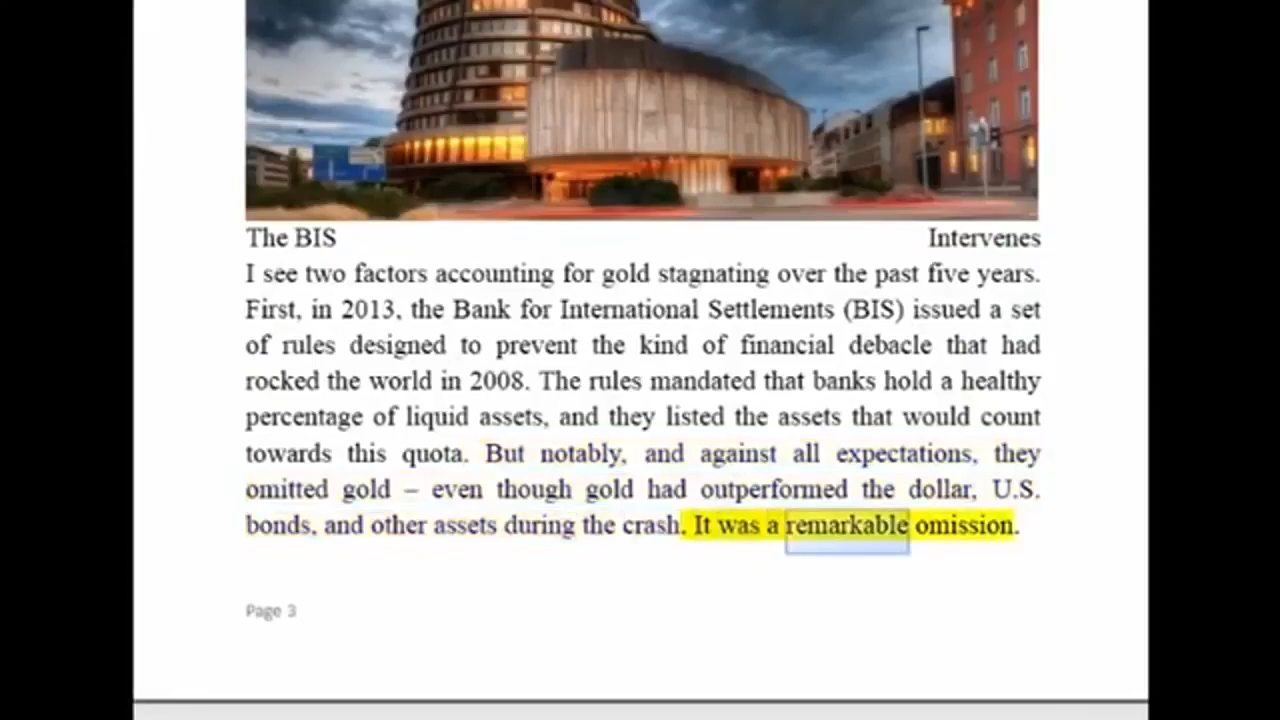 The BIS Intervenes
I see two factors accounting for gold stagnating over the past five years.
First, in 2013, the Bank for International Settlements (BIS) issued a set
of rules designed to prevent the kind of financial debacle that had
rocked the world in 2008. The rules mandated that banks hold a healthy
percentage of liquid assets, and they listed the assets that would count
towards this quota. But notably, and against all expectations, they
omitted gold – even though gold had outperformed the dollar, U.S.
bonds, and other assets during the crash. It was a remarkable omission.
Page 3